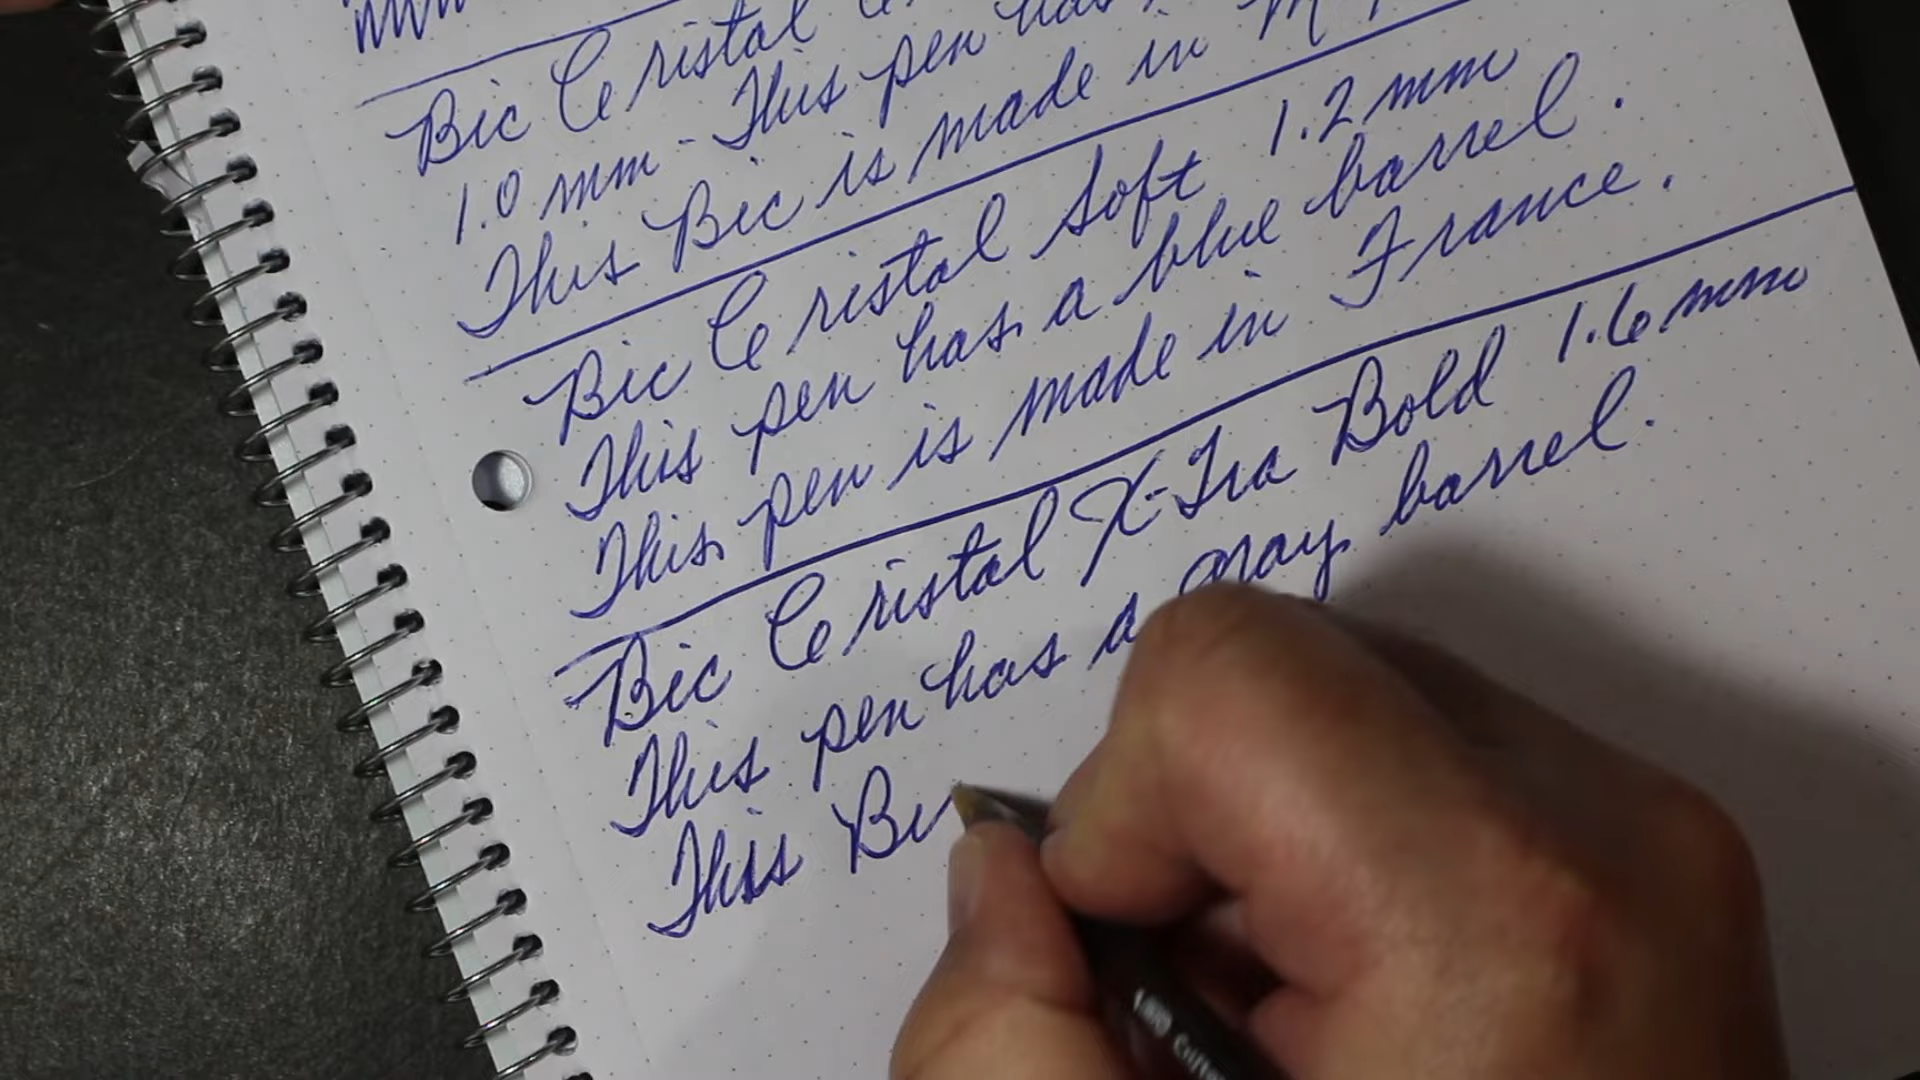 Bic Cristal
1.0 mm - This pen has
This Bic is made in
Bic Cristal Soft 1.2 mm
This pen has a blue barrel.
This pen is made in France.
Bic Cristal X-Tra Bold 1.6 mm
This pen has a gray barrel.
This Bi